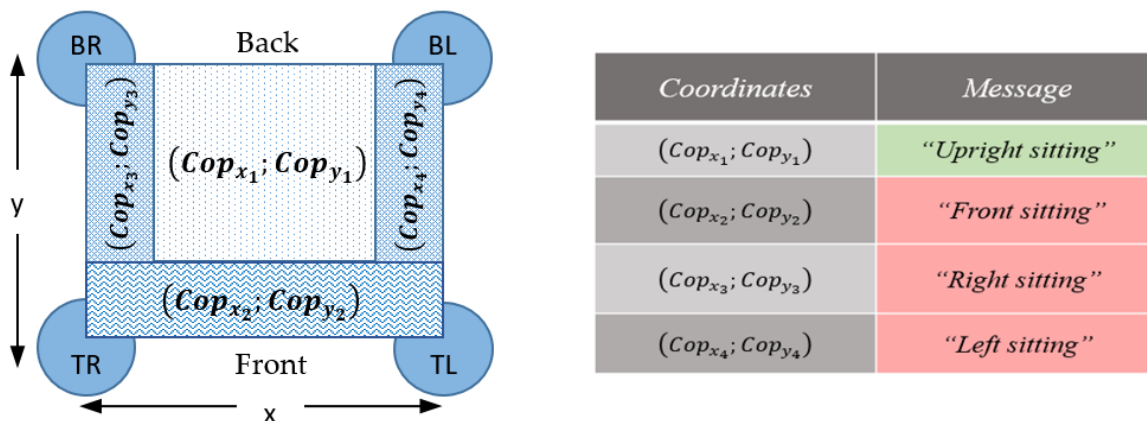 BR
Back
BL
(Cop_x3; Cop_y3)
(Cop_x1; Cop_y1)
(Cop_x4; Cop_y4)
y
(Cop_x2; Cop_y2)
TR
Front
TL
x
Coordinates Message
(Cop_x1; Cop_y1) “Upright sitting”
(Cop_x2; Cop_y2) “Front sitting”
(Cop_x3; Cop_y3) “Right sitting”
(Cop_x4; Cop_y4) “Left sitting”